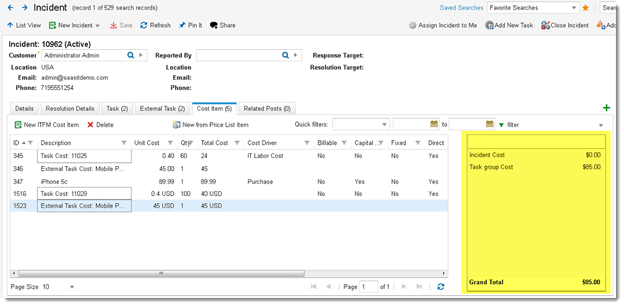 Incident (record 1 of 529 search records) Saved Searches Favorite Searches Sear
List View New Incident Save Refresh Pin It Share Assign Incident to Me Add New Task Close Incident Add
Incident: 10962 (Active)
Customer Administrator Admin Reported By Response Target:
Location USA Location Resolution Target:
Email: admin@saasitdemo.com Email:
Phone: 7195551254 Phone:
Details Resolution Details Task (2) External Task (2) Cost Item (5) Related Posts (0)
New ITFM Cost Item Delete New from Price List Item Quick filters: to filter
ID Description Unit Cost Qty Total Cost Cost Driver Billable Capital ... Fixed Direct
345 Task Cost: 11025 0.40 60 24 IT Labor Cost No No No Yes
346 External Task Cost: Mobile P... 45.00 1 45
347 iPhone 5c 89.99 1 89.99 Purchase No Yes No Yes
1516 Task Cost: 11029 0.4 USD 100 40 USD No No No Yes
1523 External Task Cost: Mobile P... 45 USD 1 45 USD
Incident Cost $0.00
Task group Cost $85.00
Grand Total $85.00
Page Size 10 Page 1 of 1